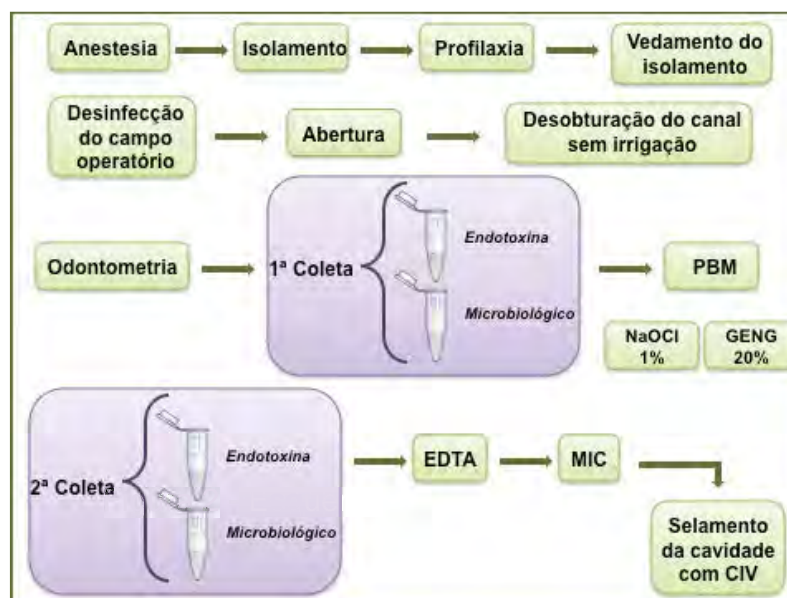 Anestesia
Isolamento
Profilaxia
Vedamento do
isolamento
Desinfecção
do campo
operatório
Abertura
Desobturação do canal
sem irrigação
Odontometria
1ª Coleta
Endotoxina
Microbiológico
PBM
NaOCl
1%
GENG
20%
2ª Coleta
Endotoxina
Microbiológico
EDTA
MIC
Selamento
da cavidade
com CIV